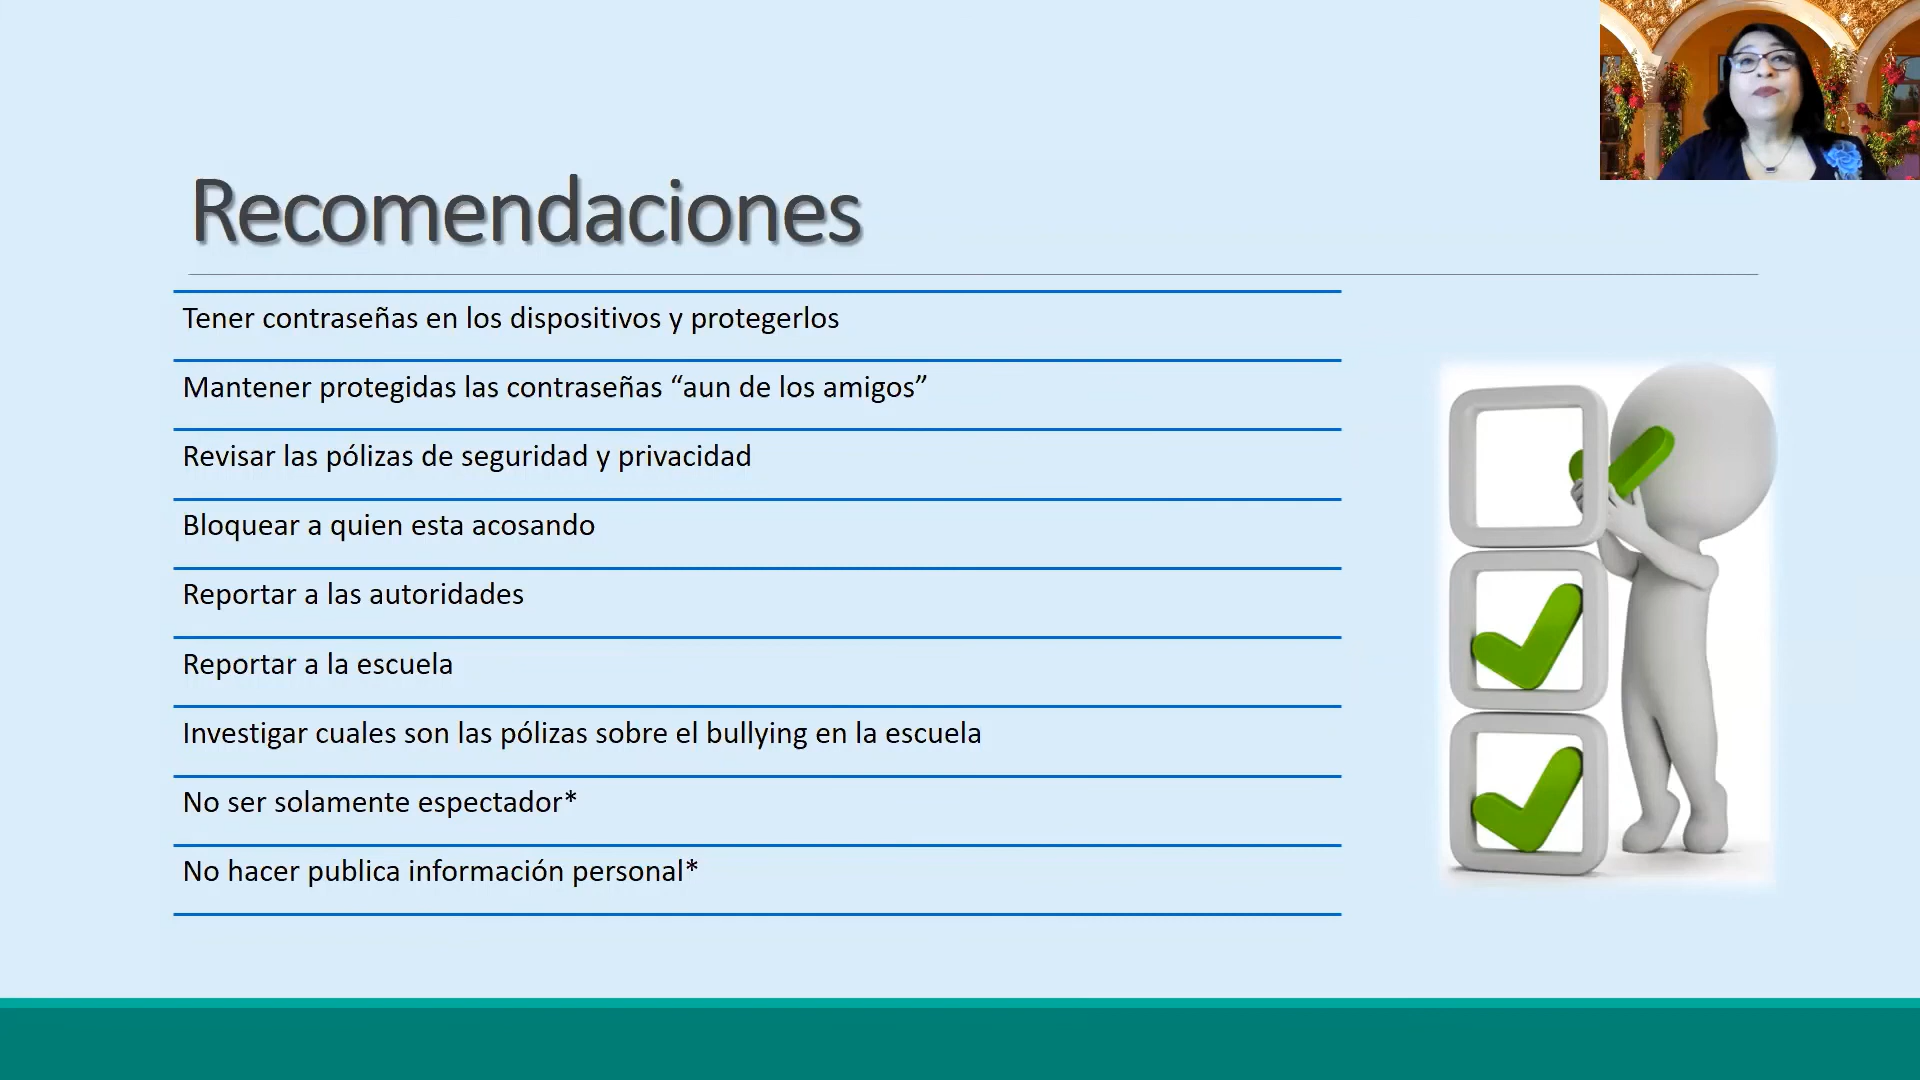 Recomendaciones
Tener contraseñas en los dispositivos y protegerlos
Mantener protegidas las contraseñas “aun de los amigos”
Revisar las pólizas de seguridad y privacidad
Bloquear a quien esta acosando
Reportar a las autoridades
Reportar a la escuela
Investigar cuales son las pólizas sobre el bullying en la escuela
No ser solamente espectador*
No hacer publica información personal*